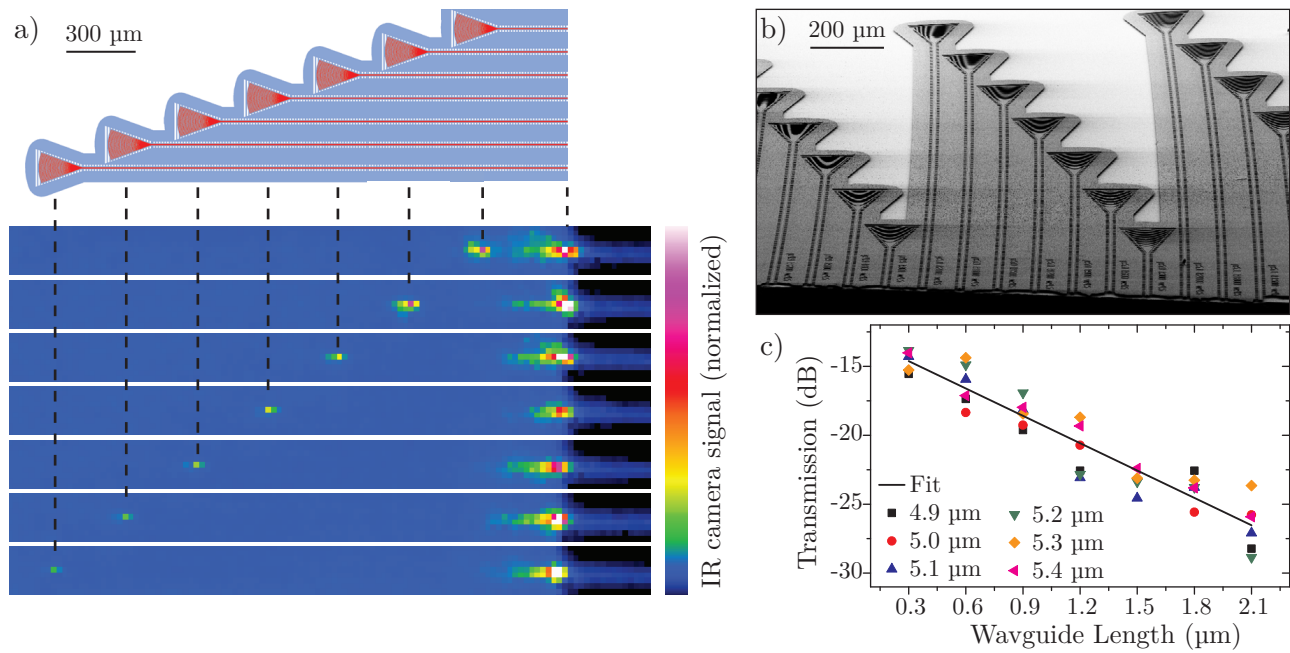 a)
300 µm
IR camera signal (normalized)
b)
200 µm
c)
Transmission (dB)
-15
-20
-25
-30
Fit
4.9 µm
5.0 µm
5.1 µm
5.2 µm
5.3 µm
5.4 µm
0.3 0.6 0.9 1.2 1.5 1.8 2.1
Wavguide Length (µm)